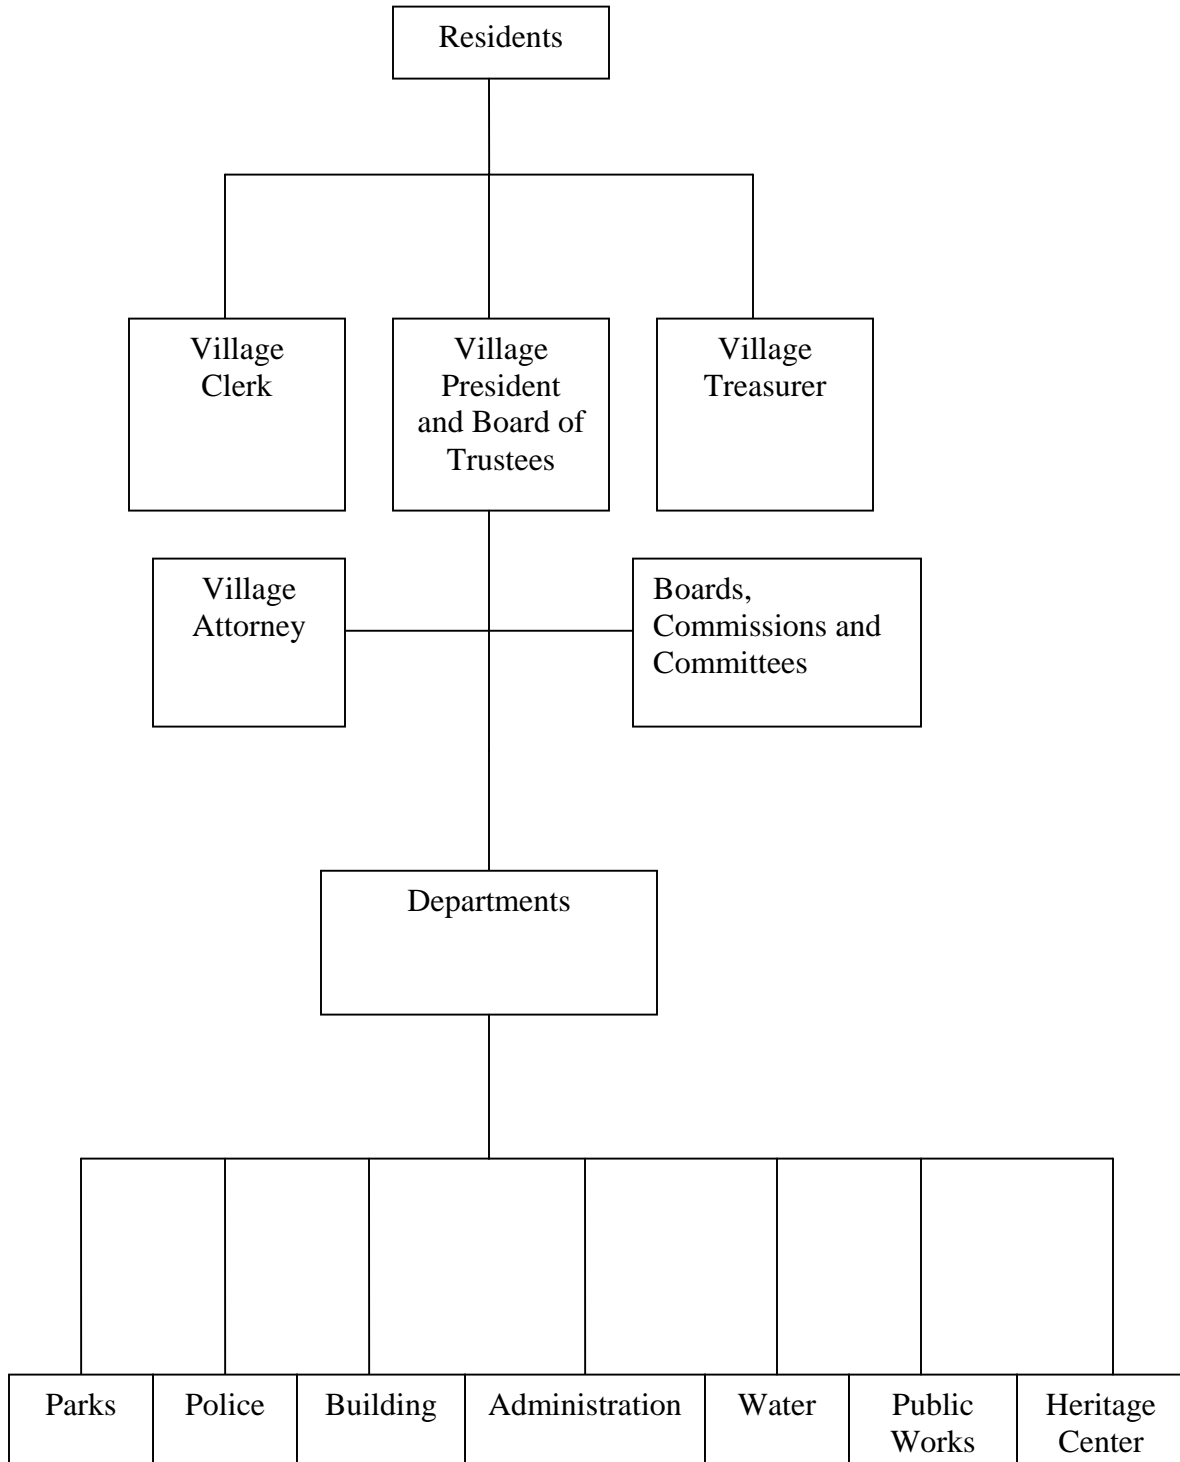 Residents
Village
Clerk
Village
President
and Board of
Trustees
Village
Treasurer
Village
Attorney
Boards,
Commissions and
Committees
Departments
Parks
Police
Building
Administration
Water
Public
Works
Heritage
Center